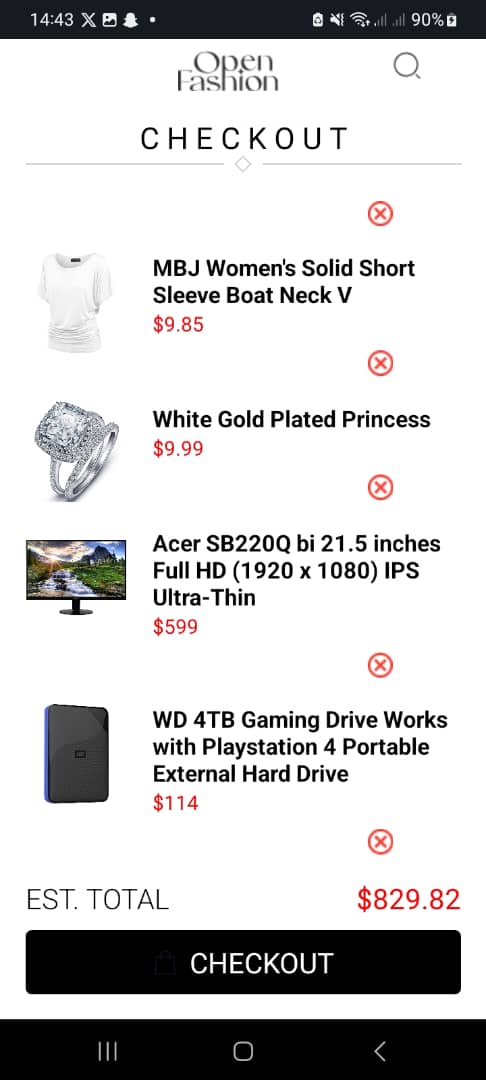 14:43
90%
Open
Fashion
CHECKOUT
MBJ Women's Solid Short
Sleeve Boat Neck V
$9.85
White Gold Plated Princess
$9.99
Acer SB220Q bi 21.5 inches
Full HD (1920 x 1080) IPS
Ultra-Thin
$599
WD 4TB Gaming Drive Works
with Playstation 4 Portable
External Hard Drive
$114
EST. TOTAL
$829.82
CHECKOUT